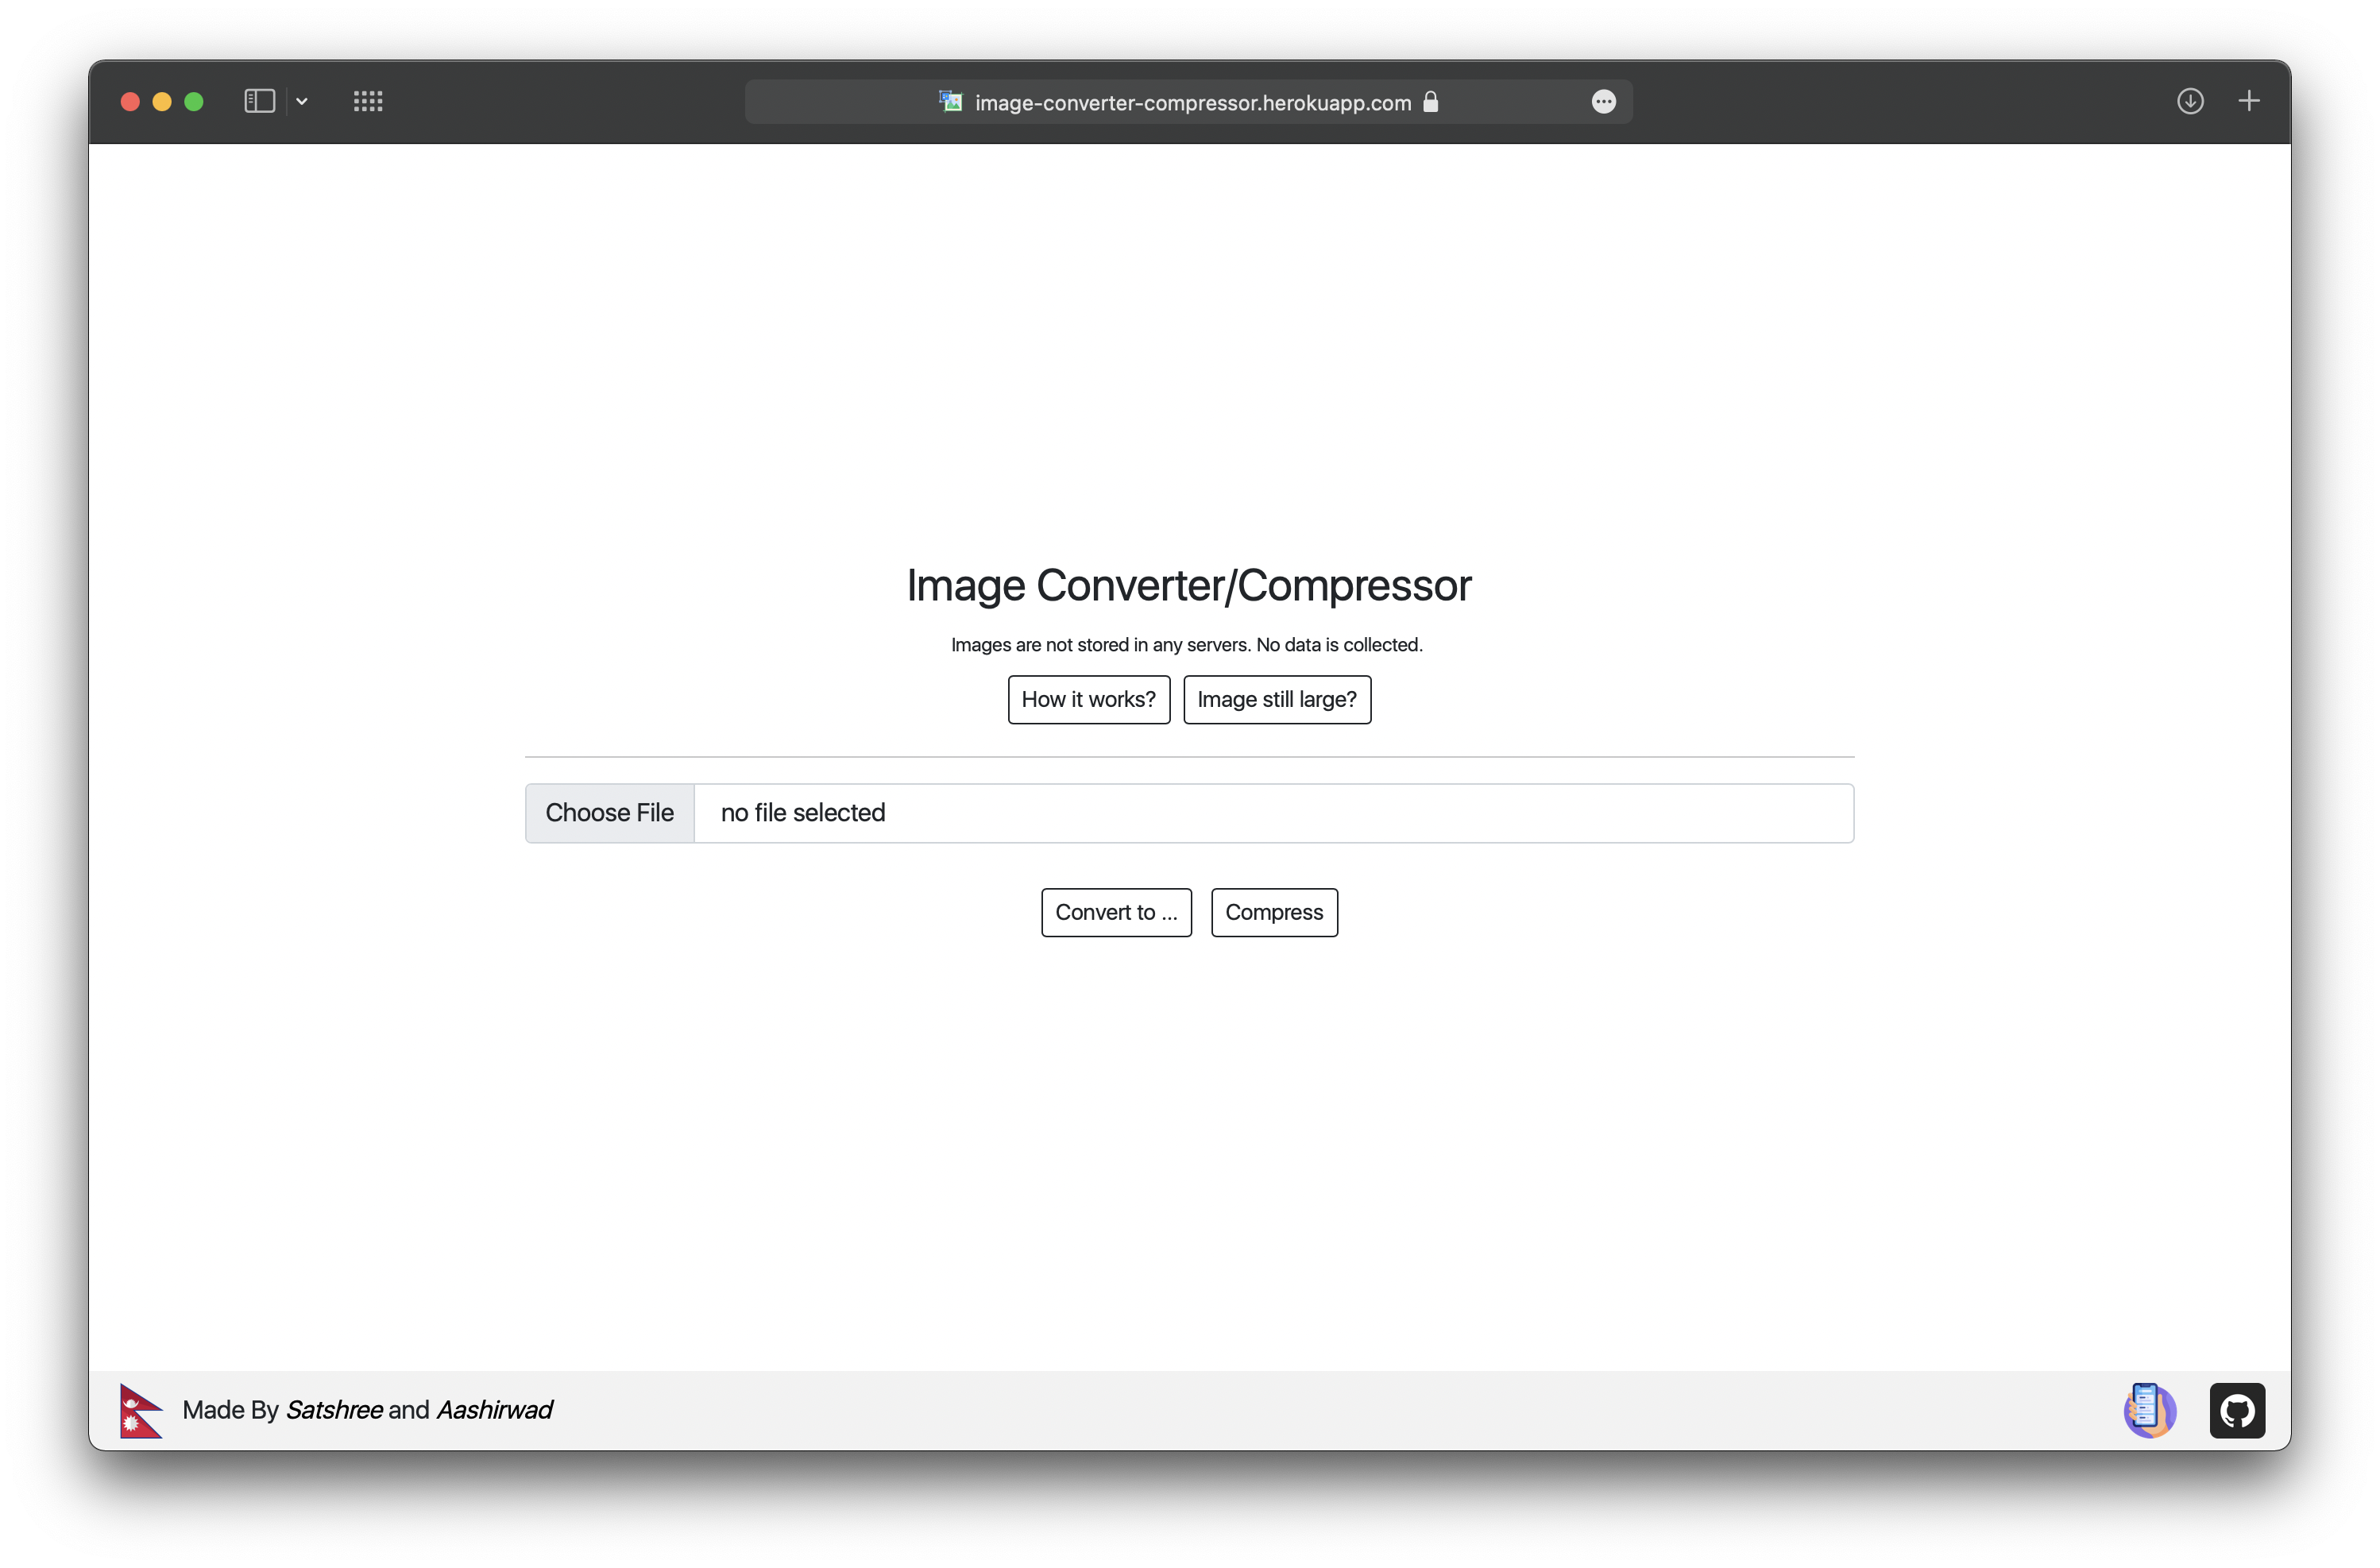 image-converter-compressor.herokuapp.com
Image Converter/Compressor
Images are not stored in any servers. No data is collected.
How it works? Image still large?
Choose File no file selected
Convert to ... Compress
Made By Satshree and Aashirwad